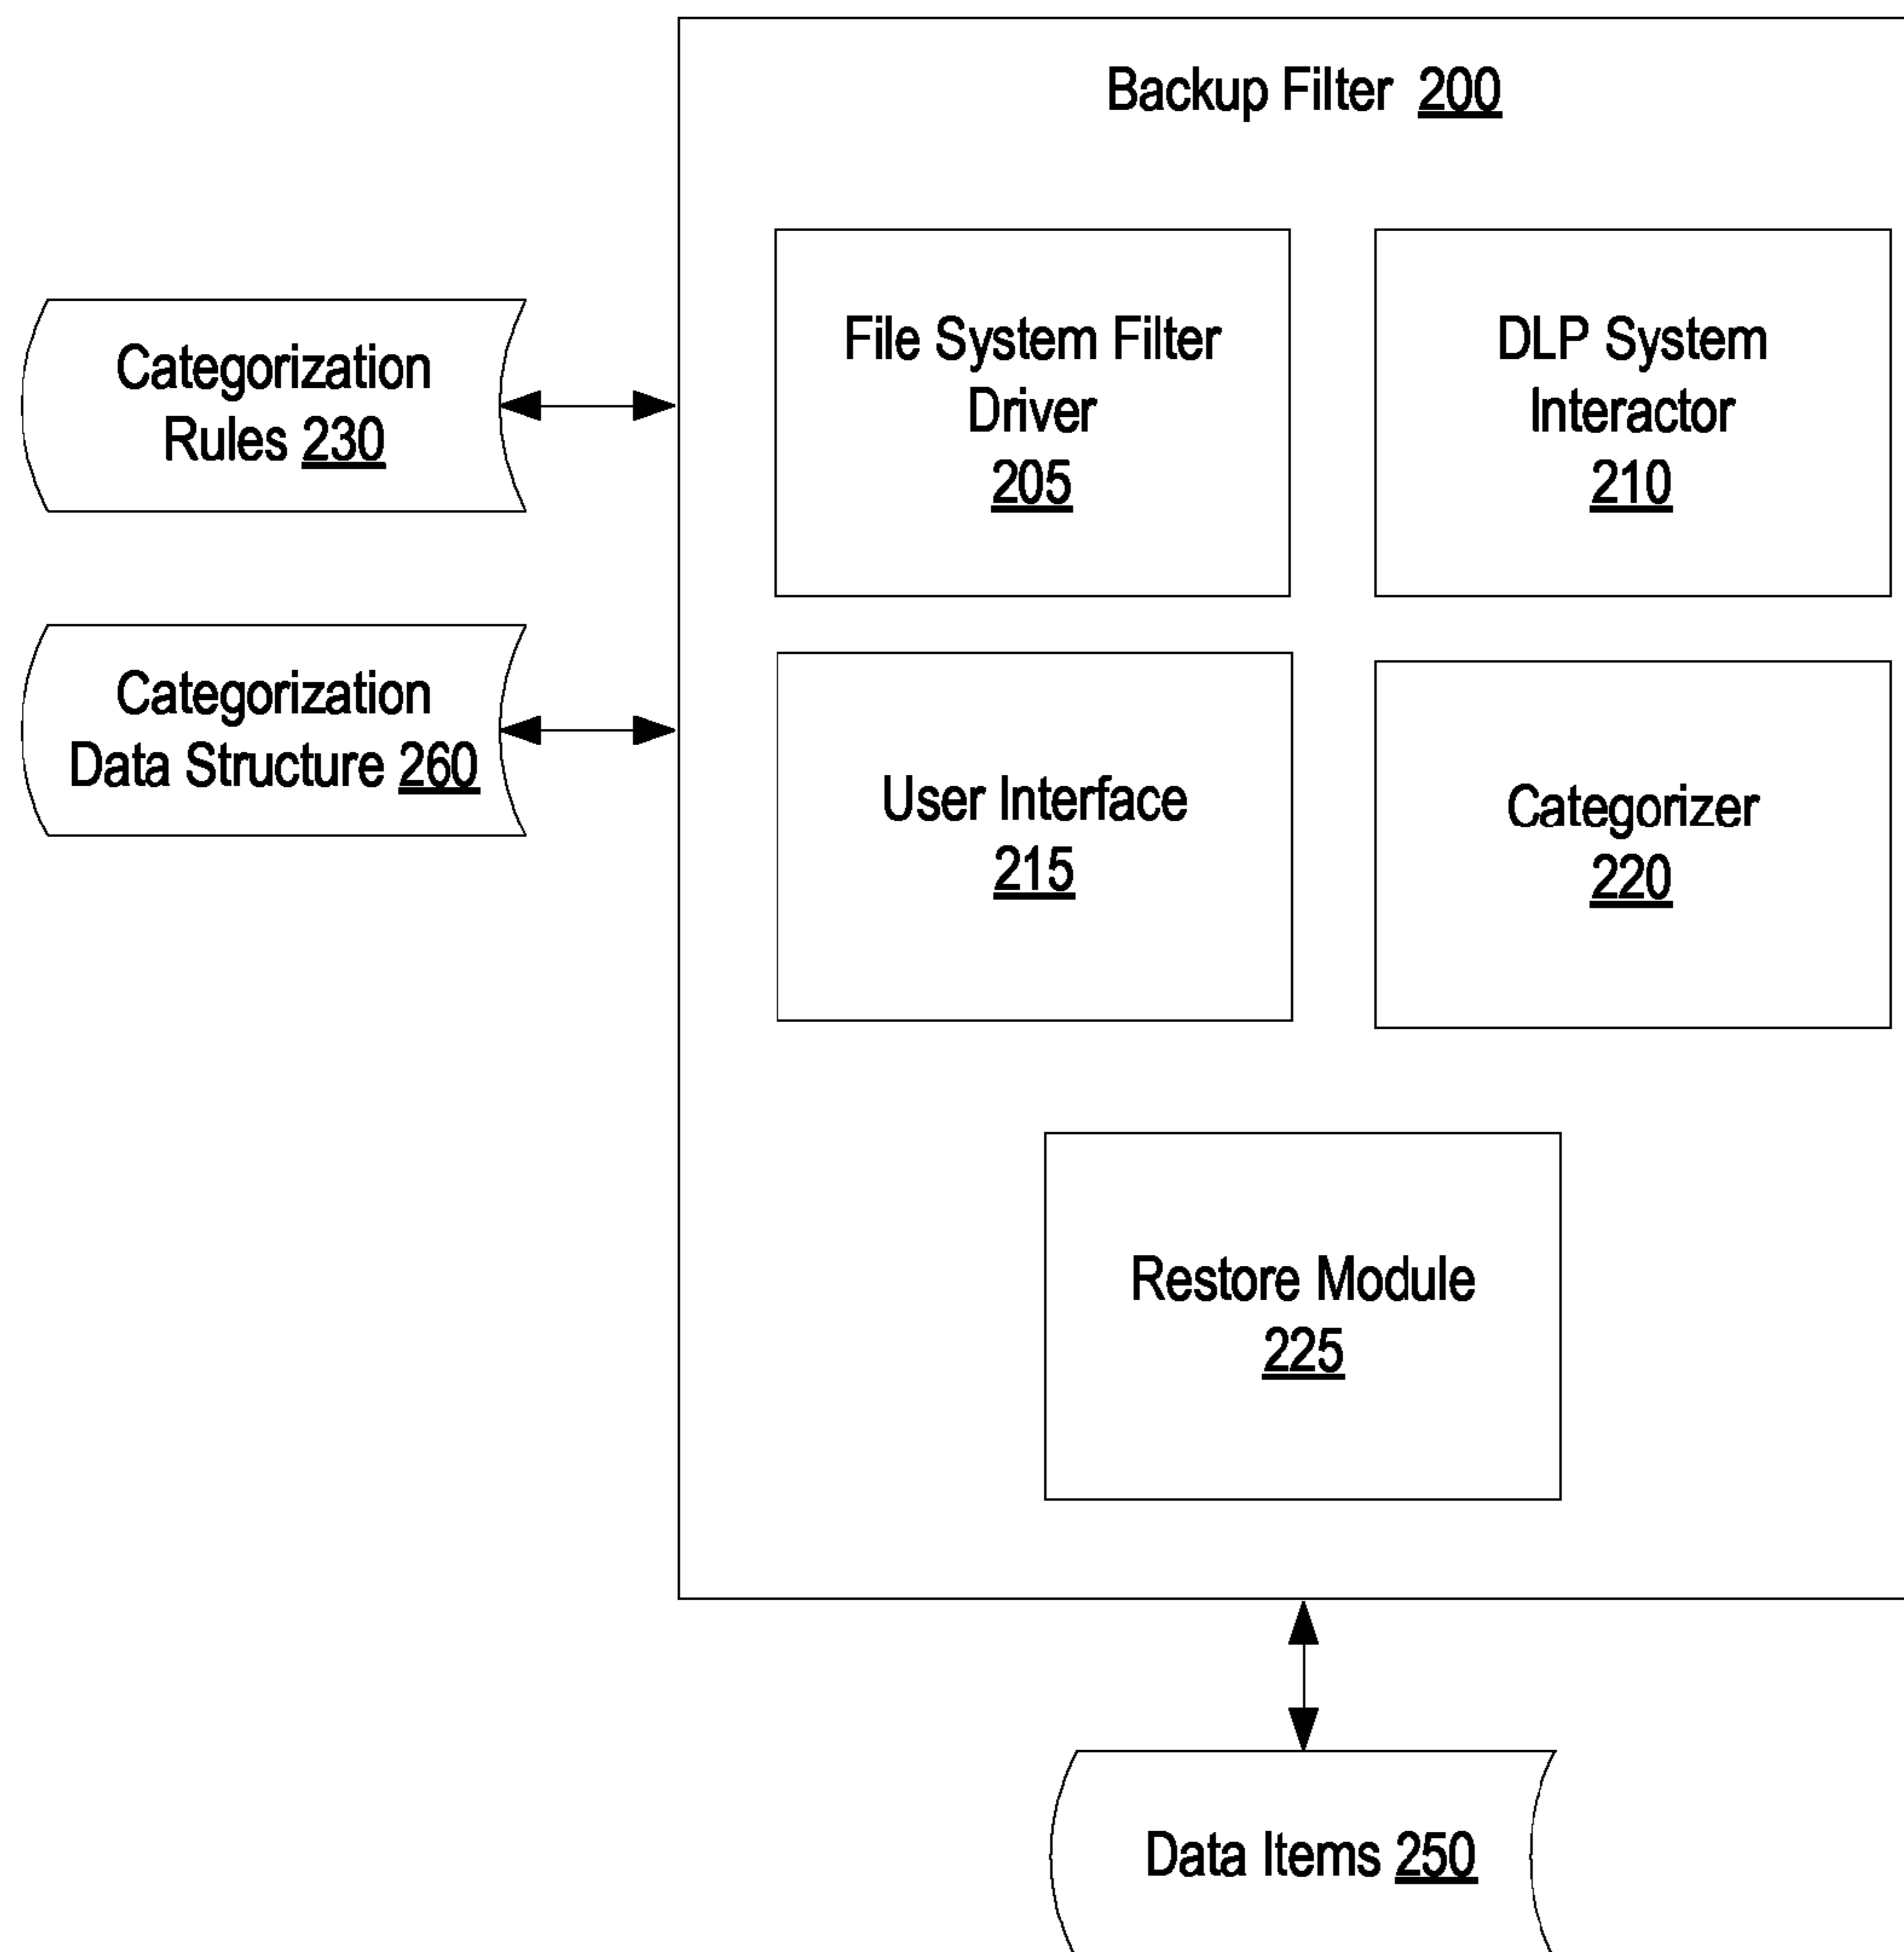 Backup Filter 200
File System Filter
Driver
205
DLP System
Interactor
210
Categorization
Rules 230
Categorization
Data Structure 260
User Interface
215
Categorizer
220
Restore Module
225
Data Items 250